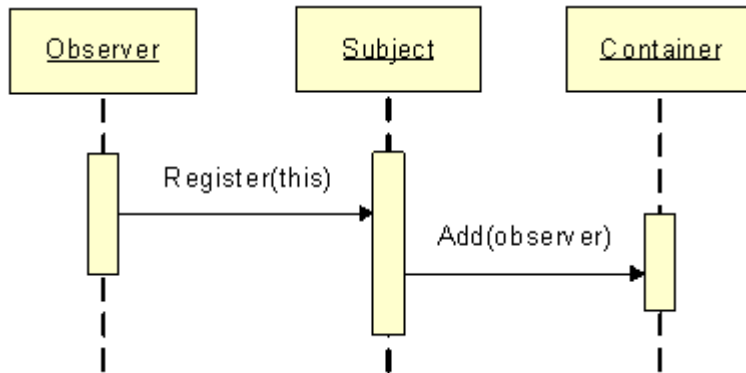 Observer
Subject
Container
Register(this)
Add(observer)